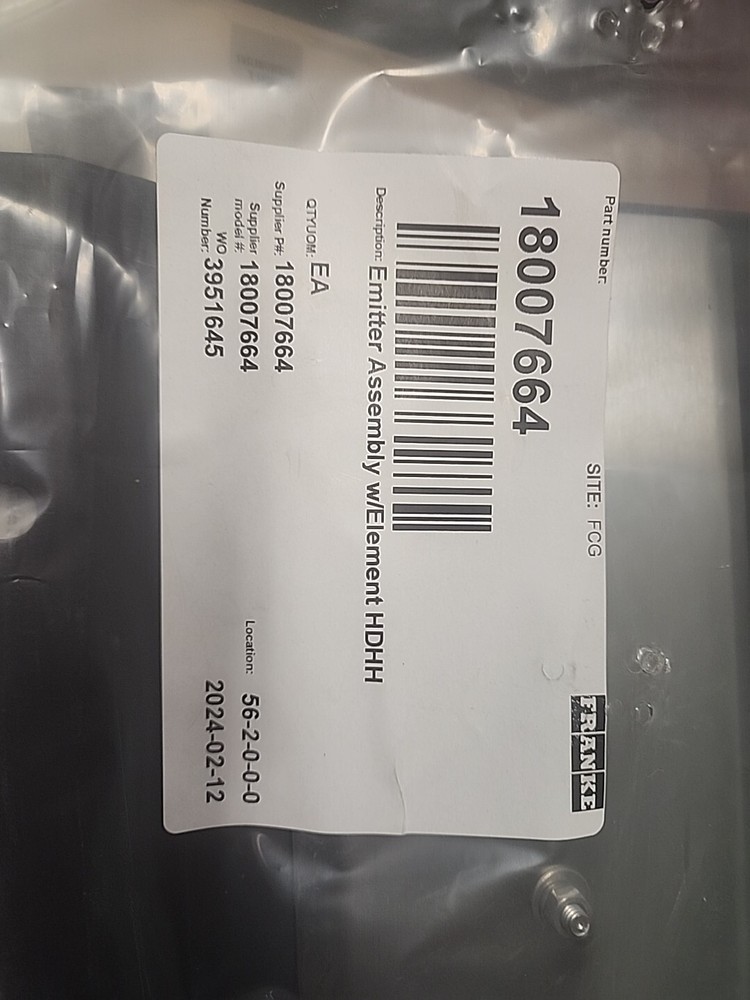 Part number:
SITE: FCG
FRANKE
18007664
Description: Emitter Assembly w/Element HDHH
QTYUOM: EA
Supplier P#: 18007664
Supplier model #: 18007664
Location: 56-2-0-0-0
WO Number: 3951645
2024-02-12